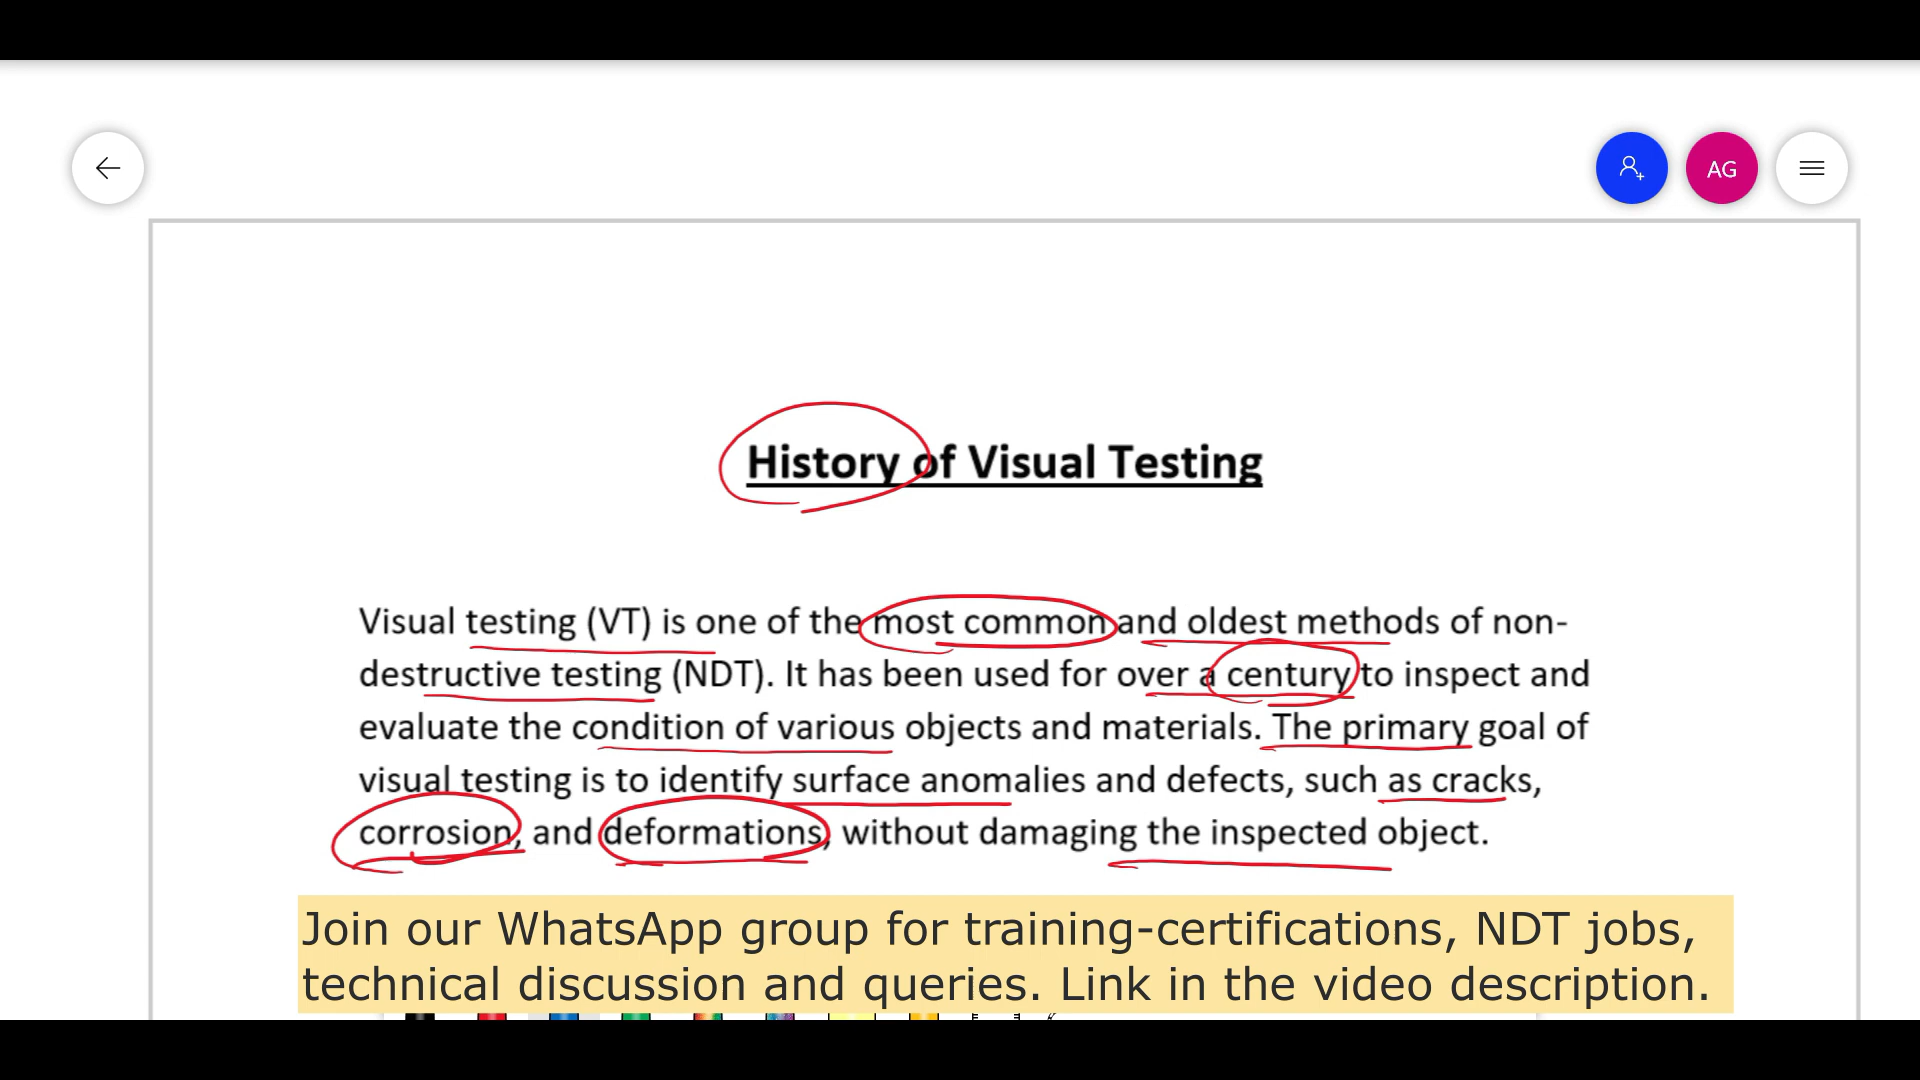 AG
History of Visual Testing
Visual testing (VT) is one of the most common and oldest methods of non-
destructive testing (NDT). It has been used for over a century to inspect and
evaluate the condition of various objects and materials. The primary goal of
visual testing is to identify surface anomalies and defects, such as cracks,
corrosion, and deformations, without damaging the inspected object.
Join our WhatsApp group for training-certifications, NDT jobs,
technical discussion and queries. Link in the video description.